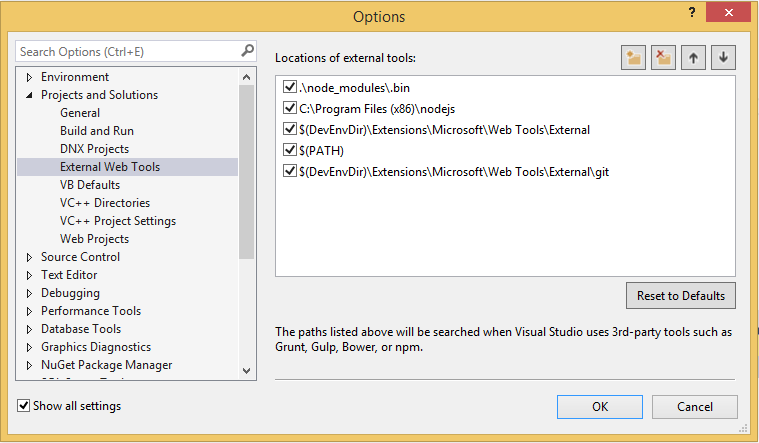 Options
?
Search Options (Ctrl+E)
Environment
Projects and Solutions
General
Build and Run
DNX Projects
External Web Tools
VB Defaults
VC++ Directories
VC++ Project Settings
Web Projects
Source Control
Text Editor
Debugging
Performance Tools
Database Tools
Graphics Diagnostics
NuGet Package Manager
Show all settings
Locations of external tools:
.\node_modules\.bin
C:\Program Files (x86)\nodejs
$(DevEnvDir)\Extensions\Microsoft\Web Tools\External
$(PATH)
$(DevEnvDir)\Extensions\Microsoft\Web Tools\External\git
Reset to Defaults
The paths listed above will be searched when Visual Studio uses 3rd-party tools such as
Grunt, Gulp, Bower, or npm.
OK
Cancel